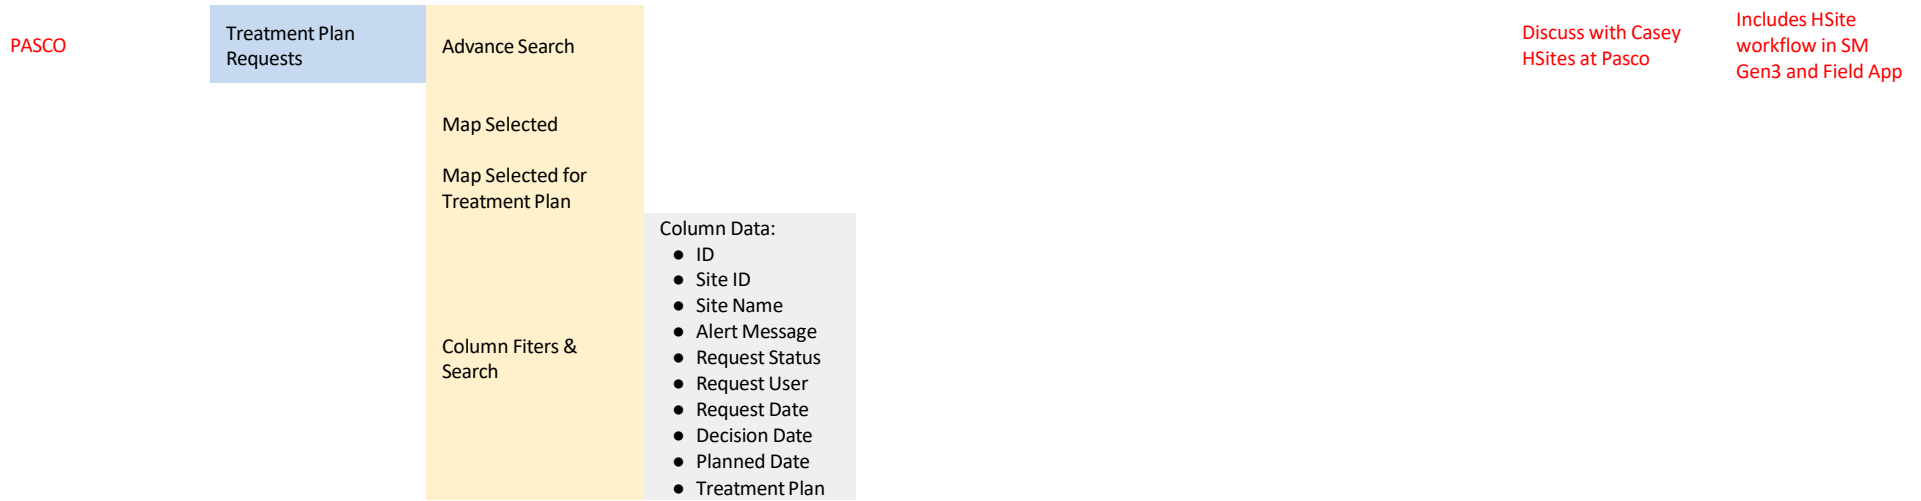 PASCO
Treatment Plan
Requests
Advance Search
Discuss with Casey
HSites at Pasco
Includes HSite
workflow in SM
Gen3 and Field App
Map Selected
Map Selected for
Treatment Plan
Column Fiters &
Search
Column Data:
● ID
● Site ID
● Site Name
● Alert Message
● Request Status
● Request User
● Request Date
● Decision Date
● Planned Date
● Treatment Plan